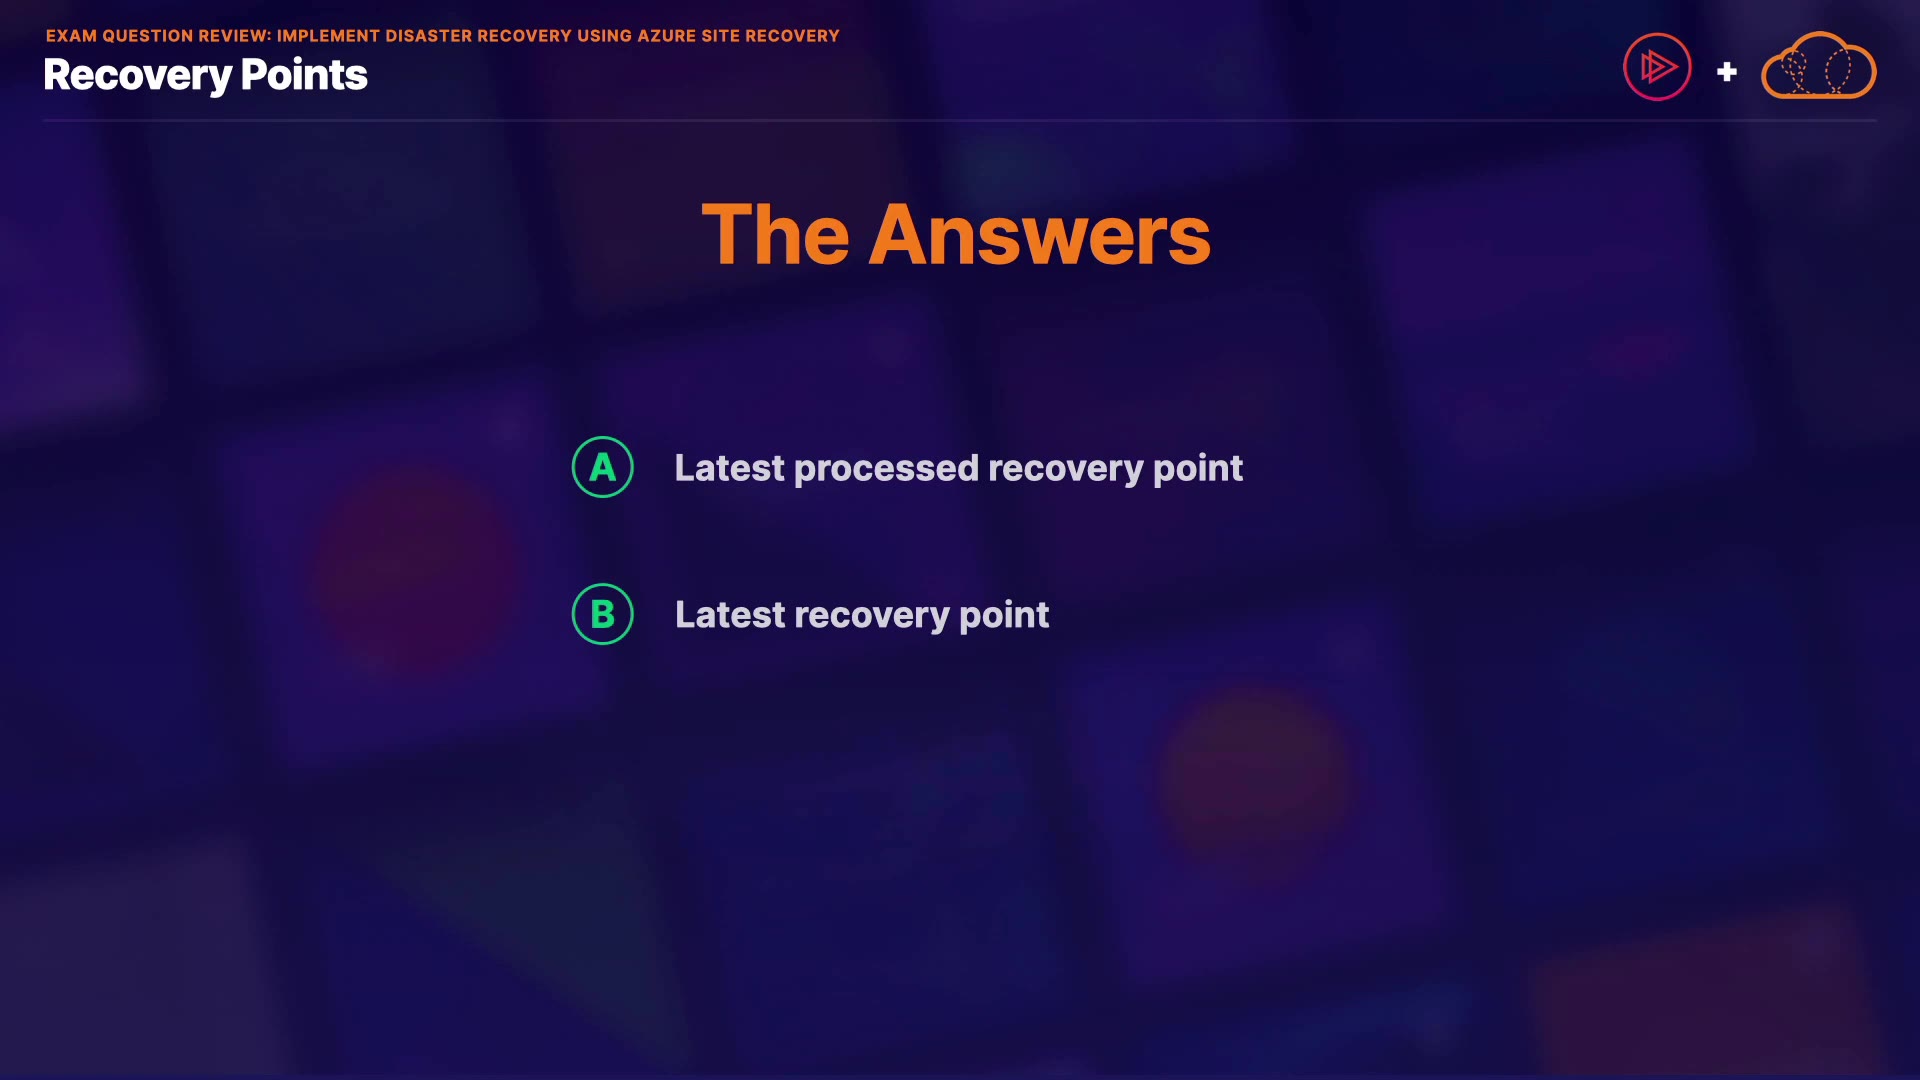 EXAM QUESTION REVIEW: IMPLEMENT DISASTER RECOVERY USING AZURE SITE RECOVERY
Recovery Points
+
The Answers
A Latest processed recovery point
B Latest recovery point